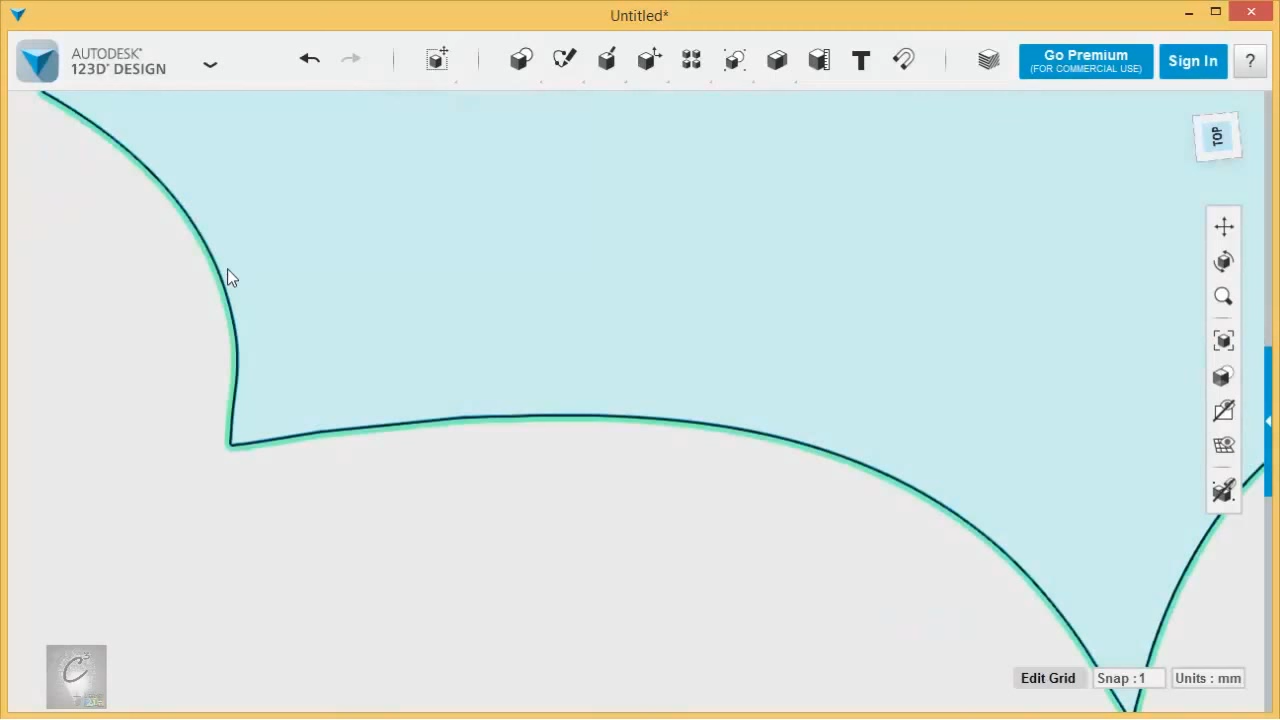 Untitled*
AUTODESK®
123D® DESIGN
T
Go Premium
(FOR COMMERCIAL USE)
Sign In
?
TOP
C
Edit Grid
Snap : 1
Units : mm